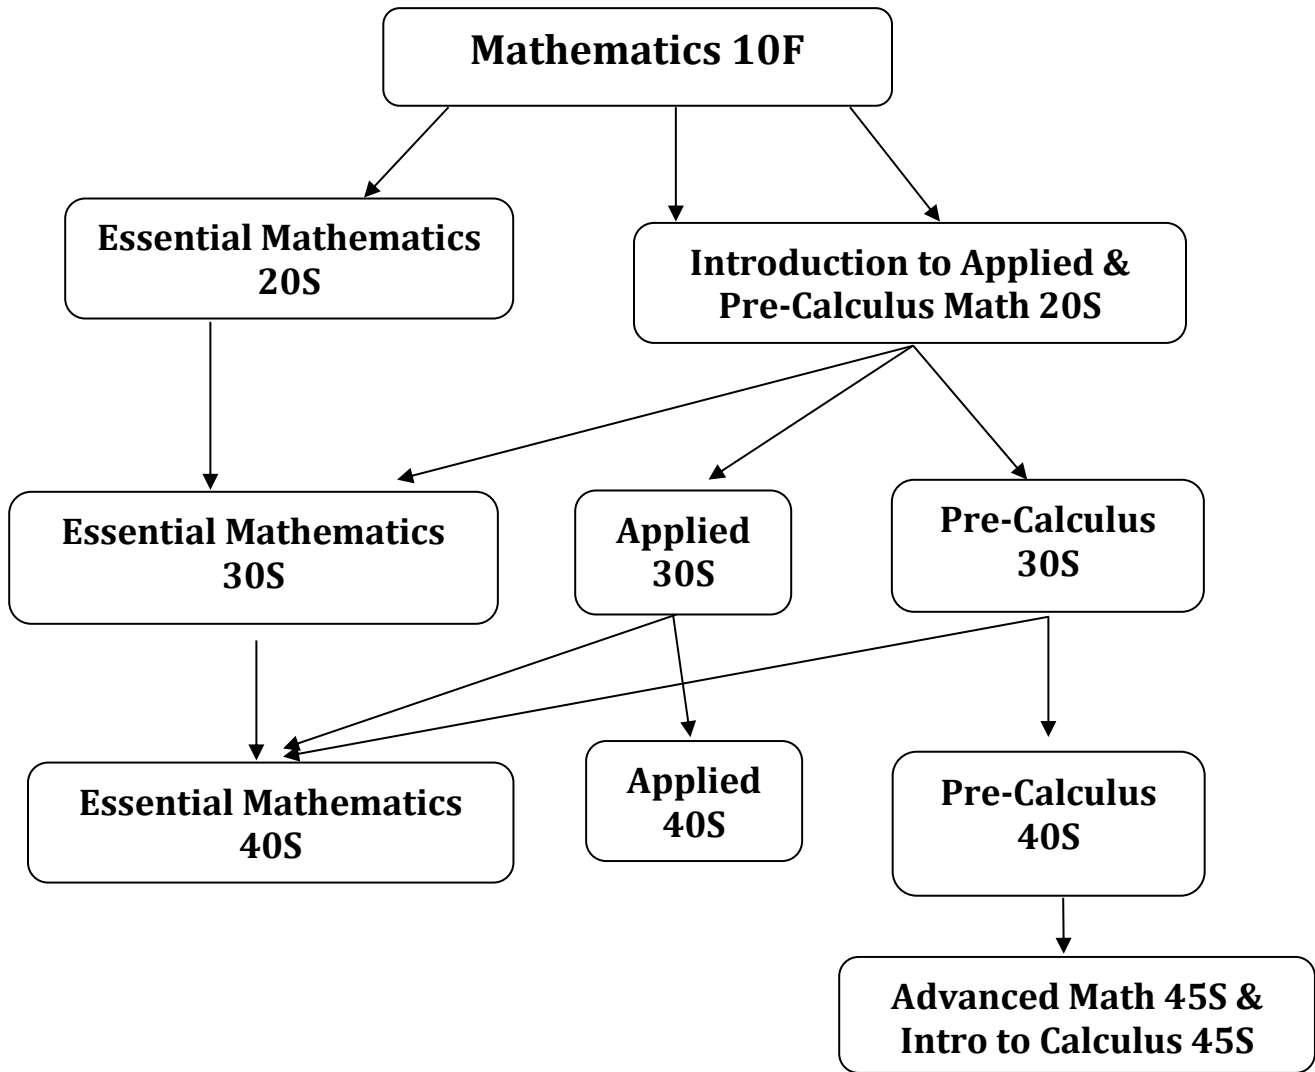 Mathematics 10F
Essential Mathematics
20S
Introduction to Applied &
Pre-Calculus Math 20S
Essential Mathematics
30S
Applied
30S
Pre-Calculus
30S
Essential Mathematics
40S
Applied
40S
Pre-Calculus
40S
Advanced Math 45S &
Intro to Calculus 45S